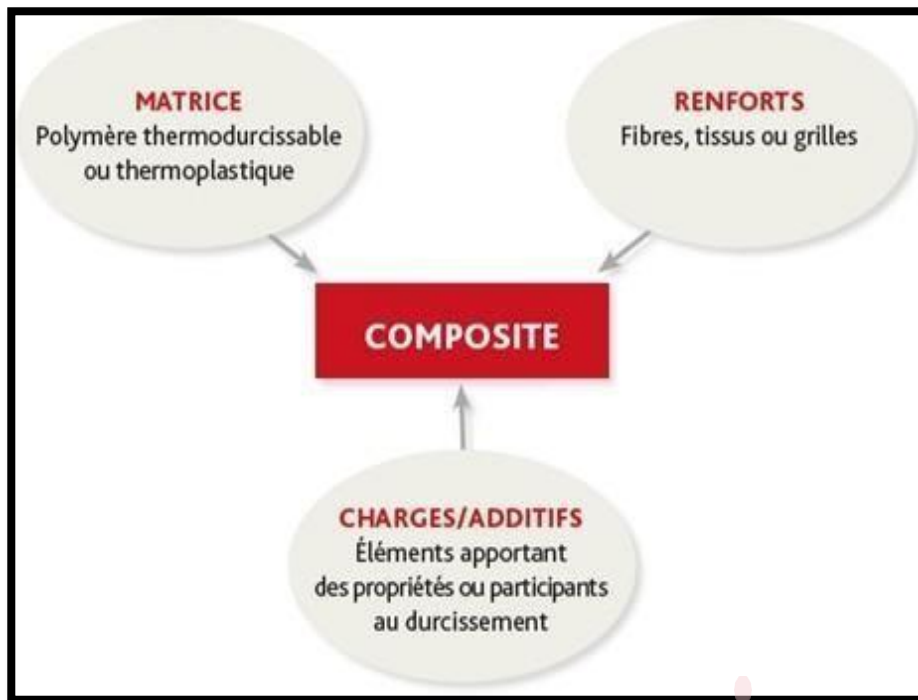 MATRICE
Polymère thermodurcissable
ou thermoplastique
RENFORTS
Fibres, tissus ou grilles
COMPOSITE
CHARGES/ADDITIFS
Éléments apportant
des propriétés ou participants
au durcissement